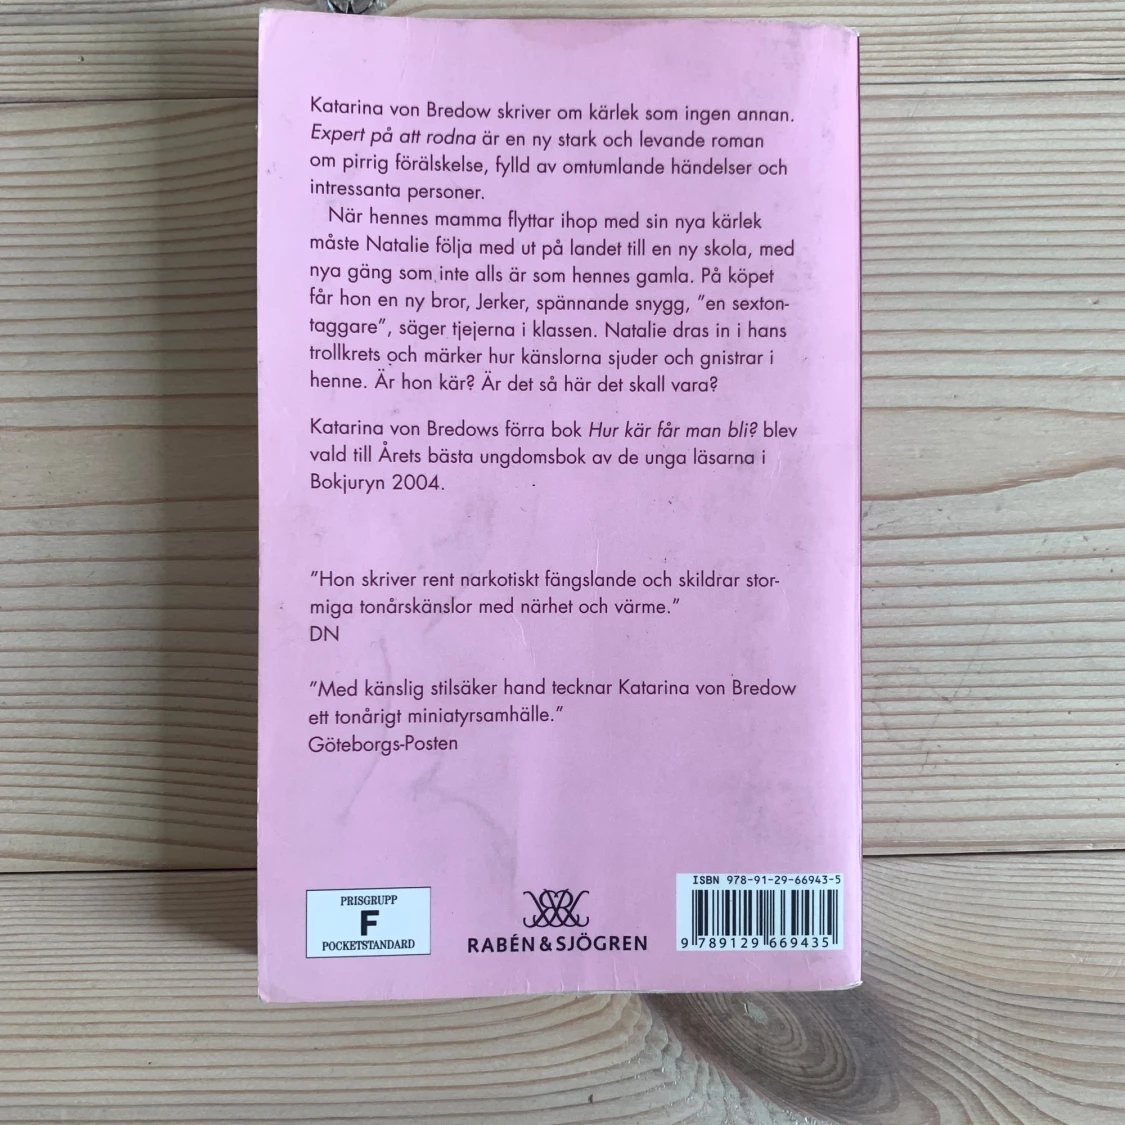 Katarina von Bredow skriver om kärlek som ingen annan.
Expert på att rodna är en ny stark och levande roman
om pirrig förälskelse, fylld av omtumlande händelser och
intressanta personer.
När hennes mamma flyttar ihop med sin nya kärlek
måste Natalie följa med ut på landet till en ny skola, med
nya gäng som inte alls är som hennes gamla. På köpet
får hon en ny bror, Jerker, spännande snygg, ”en sexton-
taggare”, säger tjejerna i klassen. Natalie dras in i hans
trollkrets och märker hur känslorna sjuder och gnistrar i
henne. Är hon kär? Är det så här det skall vara?
Katarina von Bredows förra bok Hur kär får man bli? blev
vald till Årets bästa ungdomsbok av de unga läsarna i
Bokjuryn 2004.
”Hon skriver rent narkotiskt fängslande och skildrar stor-
miga tonårskänslor med närhet och värme.”
DN
”Med känslig stilsäker hand tecknar Katarina von Bredow
ett tonårigt miniatyrsamhälle.”
Göteborgs-Posten
PRISGRUPP
F
POCKETSTANDARD
RABÉN & SJÖGREN
ISBN 978-91-29-66943-5
9 789129 669435